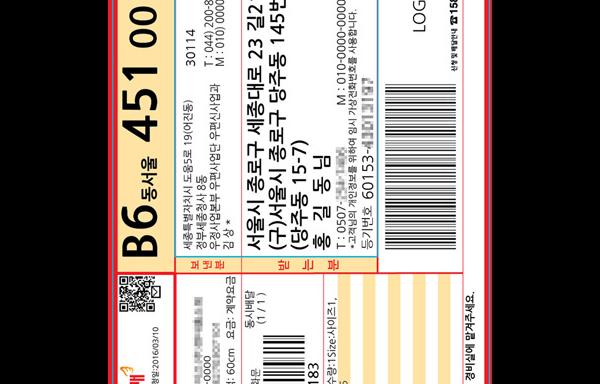 B6 동서울 451 00
보낸분
세종특별자치시 도움5로 19(어진동)
정부세종청사 8동
우정사업본부 우편사업단 우편신사업과
김 상 *
30114
T : 044) 200-8
M : 010) 0000
받는분
서울시 종로구 세종대로 23 길2
(구)서울시 종로구 당주동 145번
(당주동 15-7)
홍 길 동 님
T : 0507-
M : 010-0000-0000
*고객님의 개인정보를 위하여 임시 가상전화번호를 사용합니다.
등기번호 60153-
LOG
신청 및 배달안내 ☎158
2016/03/10
-0000
60cm 요금: 계약요금
동시배달
( 1 / 1 )
183
수량:1Size:사이즈1,
경비실에 맡겨주세요.